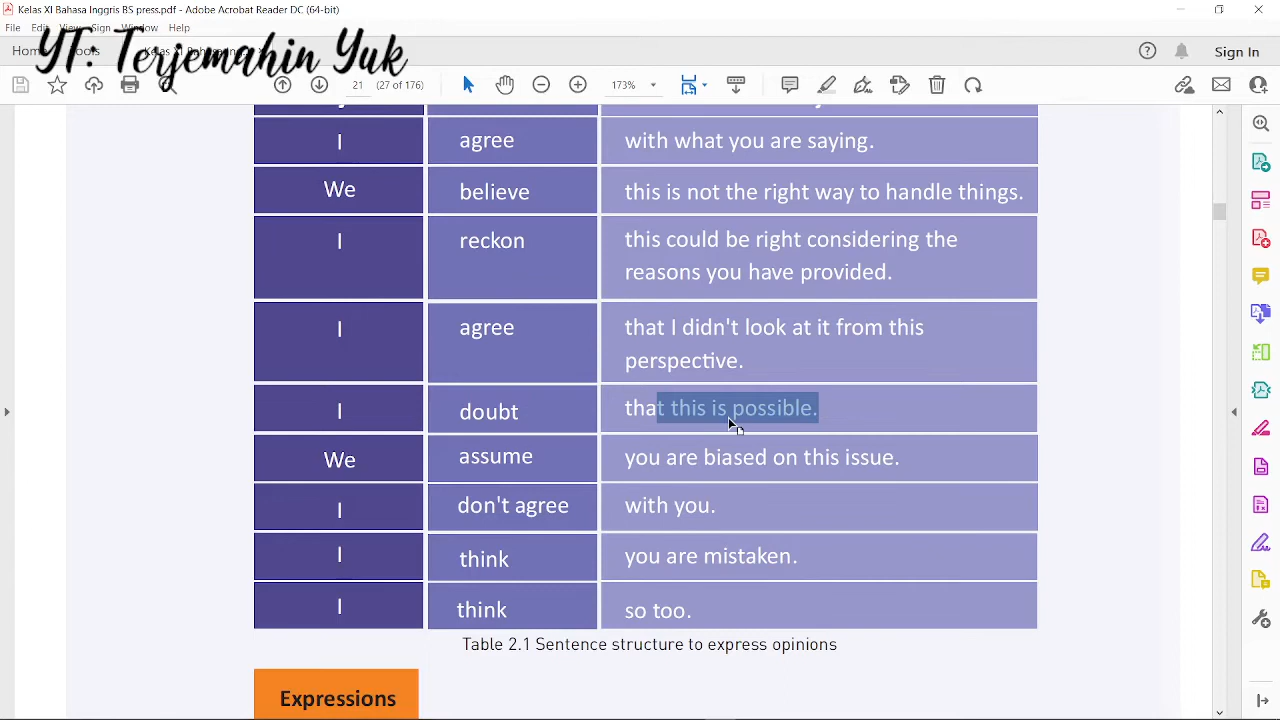 Kelas XI Bahasa Inggris BS press.pdf - Adobe Acrobat Reader DC (64-bit)
File Edit View Sign Window Help
YT: Terjemahin Yuk
Home Tools
Sign In
21 (27 of 176) 173%
I agree with what you are saying.
We believe this is not the right way to handle things.
I reckon this could be right considering the
reasons you have provided.
I agree that I didn't look at it from this
perspective.
I doubt that this is possible.
We assume you are biased on this issue.
I don't agree with you.
I think you are mistaken.
I think so too.
Table 2.1 Sentence structure to express opinions
Expressions